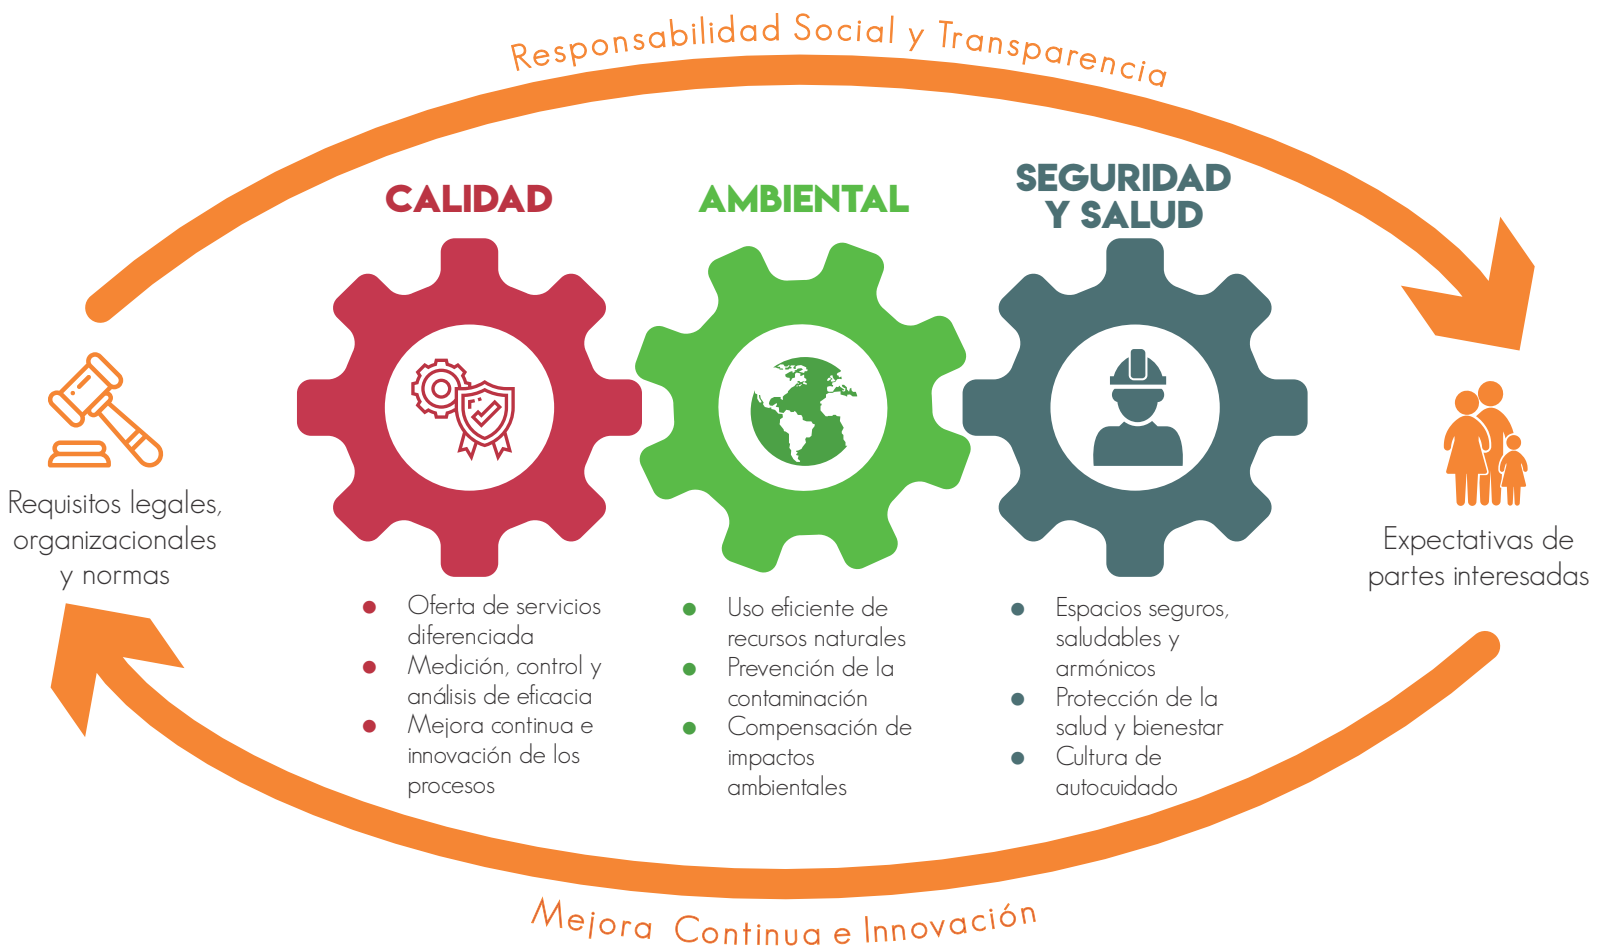 Responsabilidad Social y Transparencia
CALIDAD
AMBIENTAL
SEGURIDAD
Y SALUD
Requisitos legales,
organizacionales
y normas
Expectativas de
partes interesadas
Oferta de servicios
diferenciada
Medición, control y
análisis de eficacia
Mejora continua e
innovación de los
procesos
Uso eficiente de
recursos naturales
Prevención de la
contaminación
Compensación de
impactos
ambientales
Espacios seguros,
saludables y
armónicos
Protección de la
salud y bienestar
Cultura de
autocuidado
Mejora Continua e Innovación